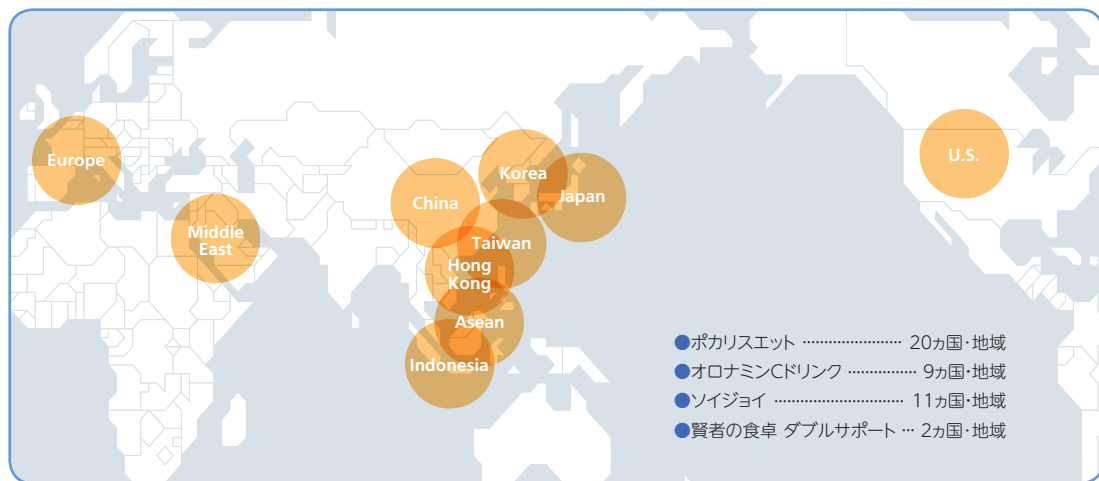 Europe
Middle
East
China
Korea
Japan
Taiwan
Hong
Kong
Asean
Indonesia
U.S.
●ポカリスエット ························ 20ヵ国・地域
●オロナミンCドリンク ················ 9ヵ国・地域
●ソイジョイ ······························ 11ヵ国・地域
●賢者の食卓 ダブルサポート ··· 2ヵ国・地域